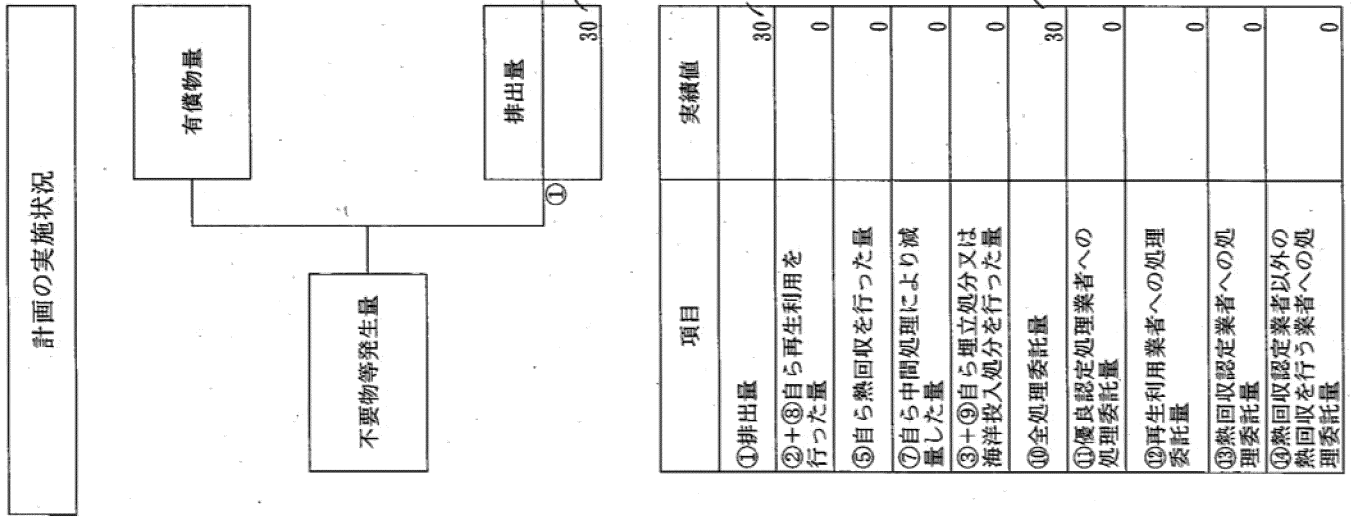 計画の実施状況
有償物量
不要物等発生量
排出量
①
30
項目
実績値
①排出量
30
②+⑧自ら再生利用を
行った量
0
⑤自ら熱回収を行った量
0
⑦自ら中間処理により減
量した量
0
③+⑨自ら埋立処分又は
海洋投入処分を行った量
0
⑩全処理委託量
30
⑪優良認定処理業者への
処理委託量
0
⑫再生利用業者への処理
委託量
0
⑬熱回収認定業者への処
理委託量
0
⑭熱回収認定業者以外の
熱回収を行う業者への処
理委託量
0